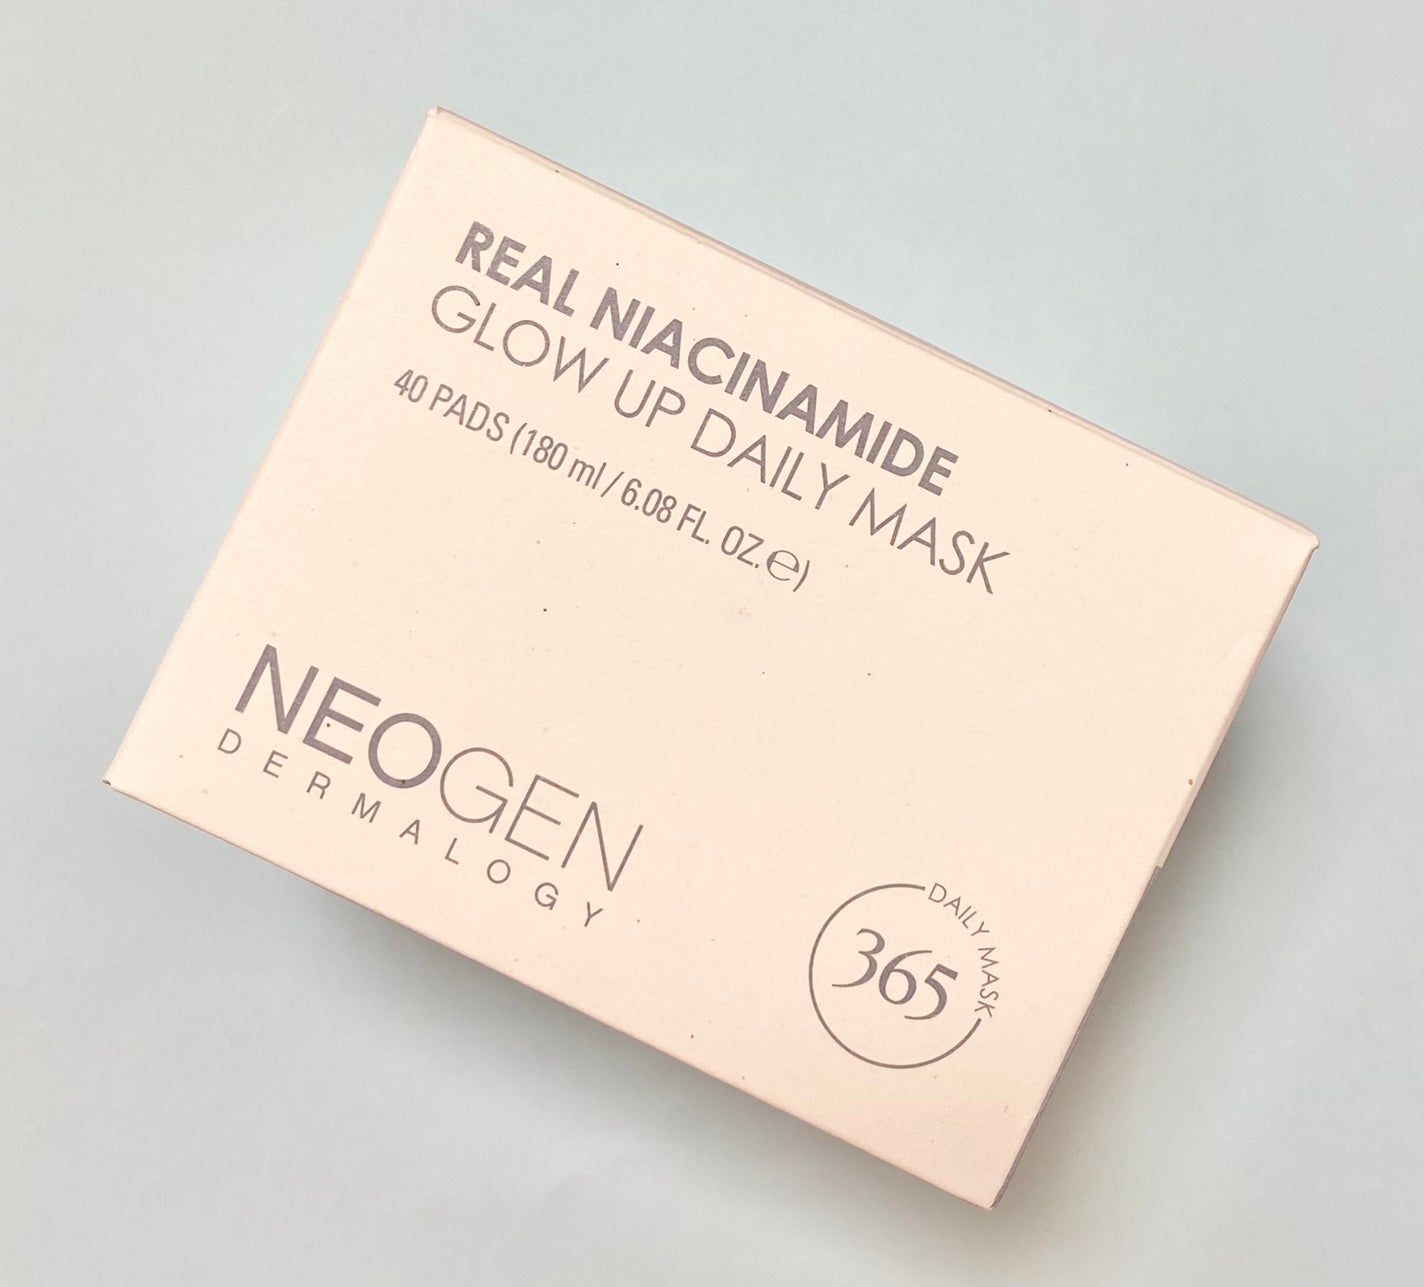 REAL NIACINAMIDE
GLOW UP DAILY MASK
40 PADS (180 ml / 6.08 FL. OZ.℮)
NEOGEN
DERMALOGY
DAILY MASK
365